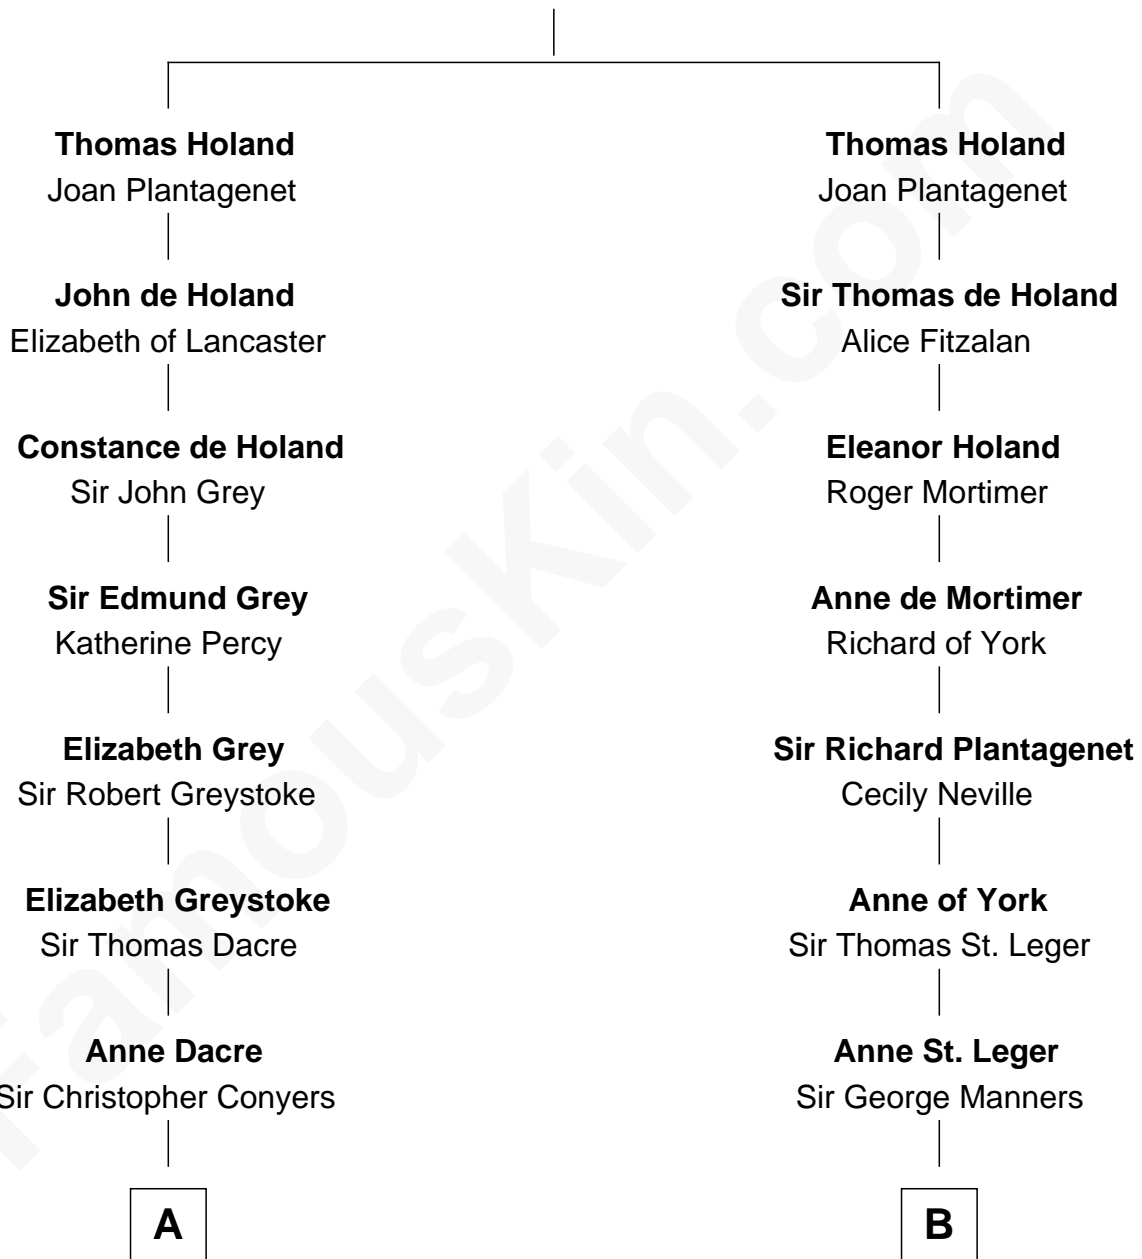 Thomas Holand
Joan Plantagenet
John de Holand
Elizabeth of Lancaster
Constance de Holand
Sir John Grey
Sir Edmund Grey
Katherine Percy
Elizabeth Grey
Sir Robert Greystoke
Elizabeth Greystoke
Sir Thomas Dacre
Anne Dacre
Sir Christopher Conyers
A
Thomas Holand
Joan Plantagenet
Sir Thomas de Holand
Alice Fitzalan
Eleanor Holand
Roger Mortimer
Anne de Mortimer
Richard of York
Sir Richard Plantagenet
Cecily Neville
Anne of York
Sir Thomas St. Leger
Anne St. Leger
Sir George Manners
B
FamousKin.com